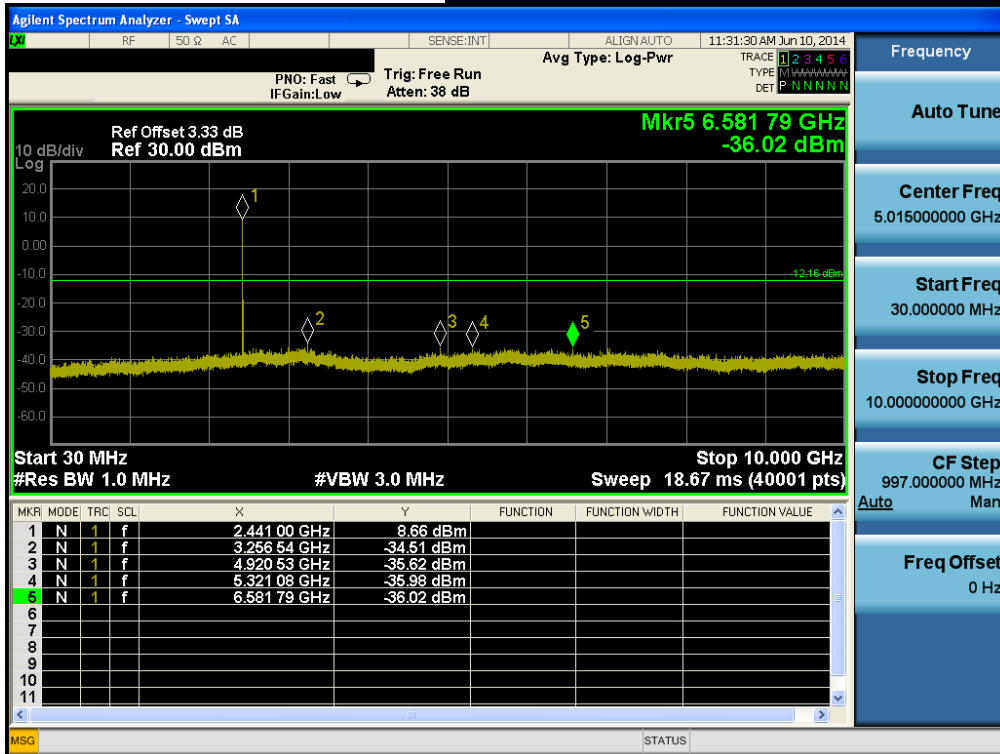 Agilent Spectrum Analyzer - Swept SA
LXI RF 50 Ω AC SENSE:INT ALIGN AUTO 11:31:30 AM Jun 10, 2014
PNO: Fast
IFGain:Low
Trig: Free Run
Atten: 38 dB
Avg Type: Log-Pwr
TRACE 1 2 3 4 5 6
TYPE M
DET P N N N N N
Ref Offset 3.33 dB
Ref 30.00 dBm
10 dB/div
Log
Mkr5 6.581 79 GHz
-36.02 dBm
20.0
10.0
0.00
-10.0
-20.0
-30.0
-40.0
-50.0
-60.0
1
2
3
4
5
-12.16 dBm
Start 30 MHz Stop 10.000 GHz
#Res BW 1.0 MHz #VBW 3.0 MHz Sweep 18.67 ms (40001 pts)
MKR MODE TRC SCL X Y FUNCTION FUNCTION WIDTH FUNCTION VALUE
1 N 1 f 2.441 00 GHz 8.66 dBm
2 N 1 f 3.256 54 GHz -34.51 dBm
3 N 1 f 4.920 53 GHz -35.62 dBm
4 N 1 f 5.321 08 GHz -35.98 dBm
5 N 1 f 6.581 79 GHz -36.02 dBm
6
7
8
9
10
11
MSG STATUS
Frequency
Auto Tune
Center Freq
5.015000000 GHz
Start Freq
30.000000 MHz
Stop Freq
10.000000000 GHz
CF Step
997.000000 MHz
Auto Man
Freq Offset
0 Hz